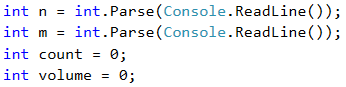 int n = int.Parse(Console.ReadLine());
int m = int.Parse(Console.ReadLine());
int count = 0;
int volume = 0;